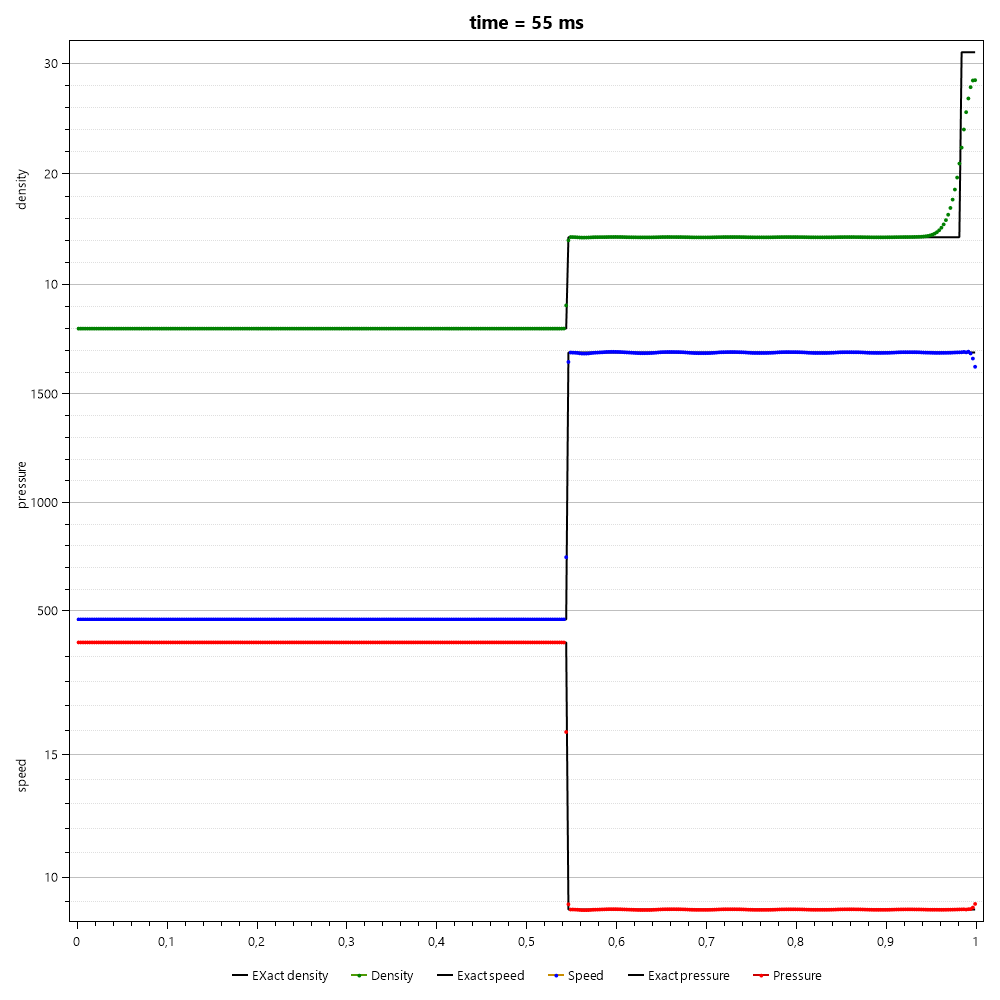 time = 55 ms
30
20
10
density
1500
1000
500
pressure
15
10
speed
0 0,1 0,2 0,3 0,4 0,5 0,6 0,7 0,8 0,9 1
EXact density Density Exact speed Speed Exact pressure Pressure